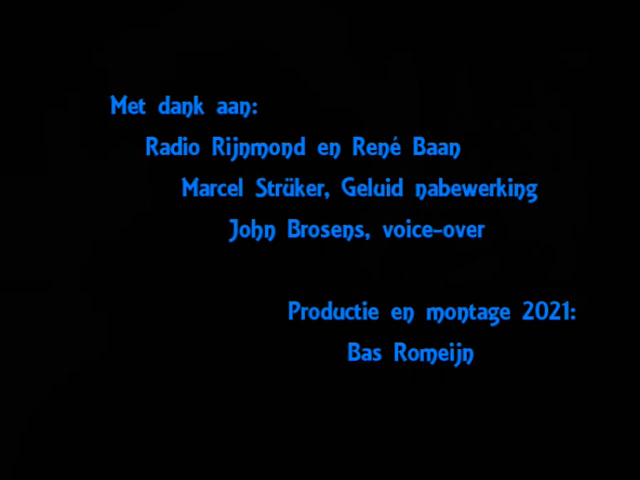 Met dank aan:
Radio Rijnmond en René Baan
Marcel Strüker, Geluid nabewerking
John Brosens, voice-over
Productie en montage 2021:
Bas Romeijn